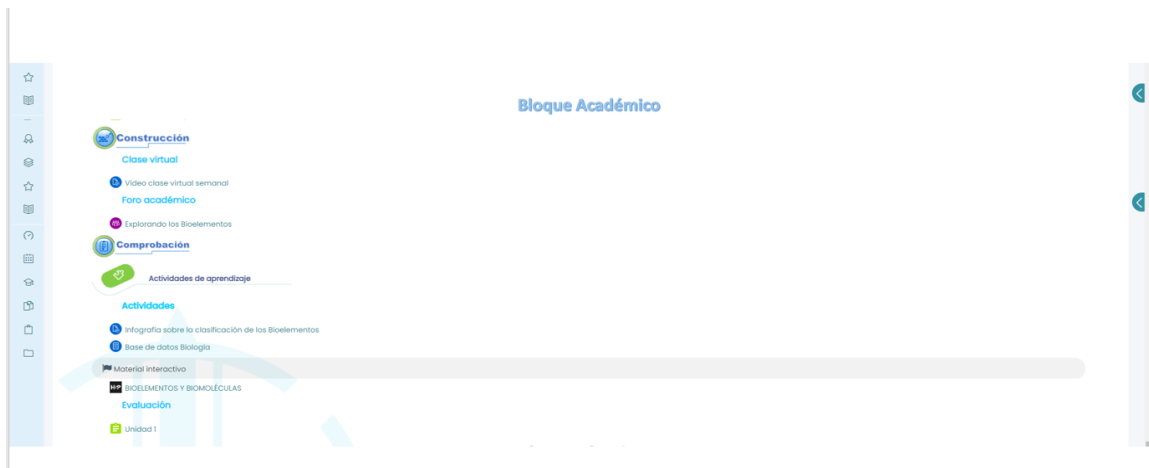 Bloque Académico
Construcción
Clase virtual
Video clase virtual semanal
Foro académico
Explorando los Bioelementos
Comprobación
Actividades de aprendizaje
Actividades
Infografía sobre la clasificación de los Bioelementos
Base de datos Biología
Material interactivo
H-P BIOELEMENTOS Y BIOMOLÉCULAS
Evaluación
Unidad 1